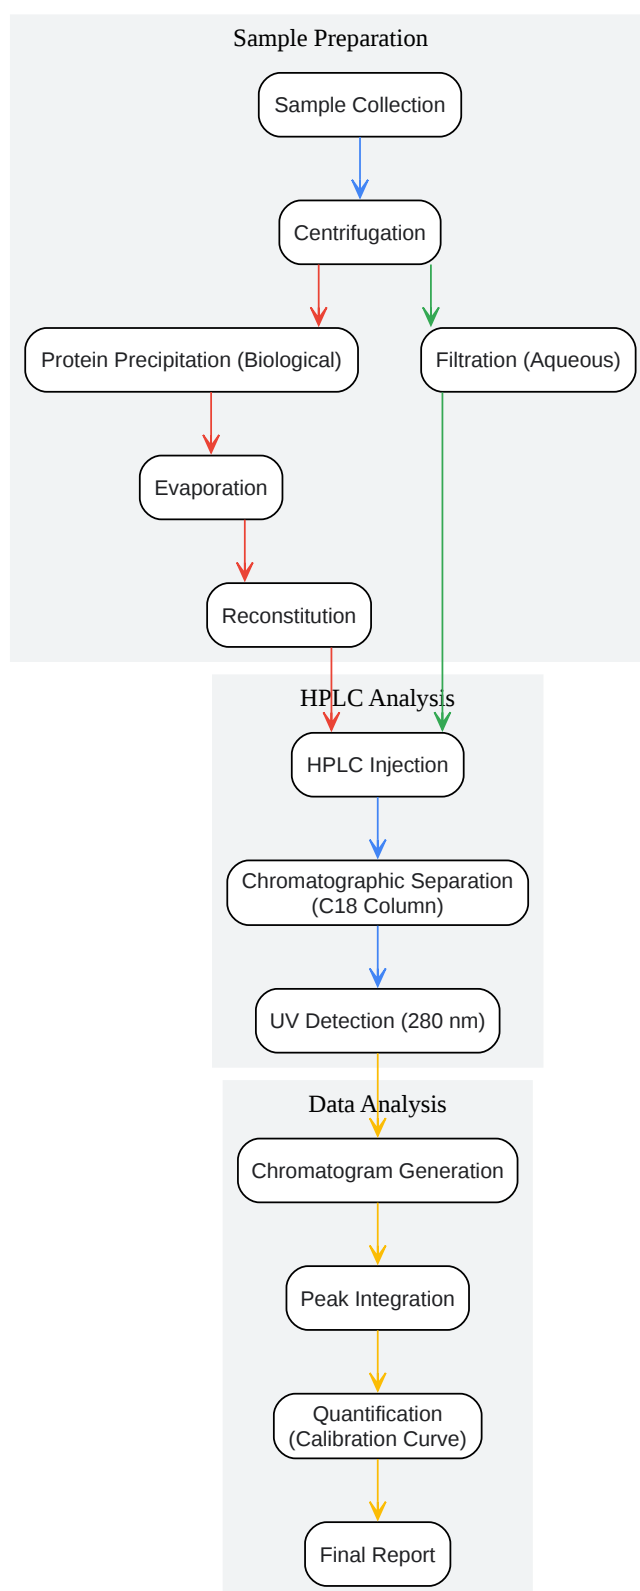 Sample Preparation
Sample Collection
Centrifugation
Protein Precipitation (Biological)
Filtration (Aqueous)
Evaporation
Reconstitution
HPLC Analysis
HPLC Injection
Chromatographic Separation
(C18 Column)
UV Detection (280 nm)
Data Analysis
Chromatogram Generation
Peak Integration
Quantification
(Calibration Curve)
Final Report